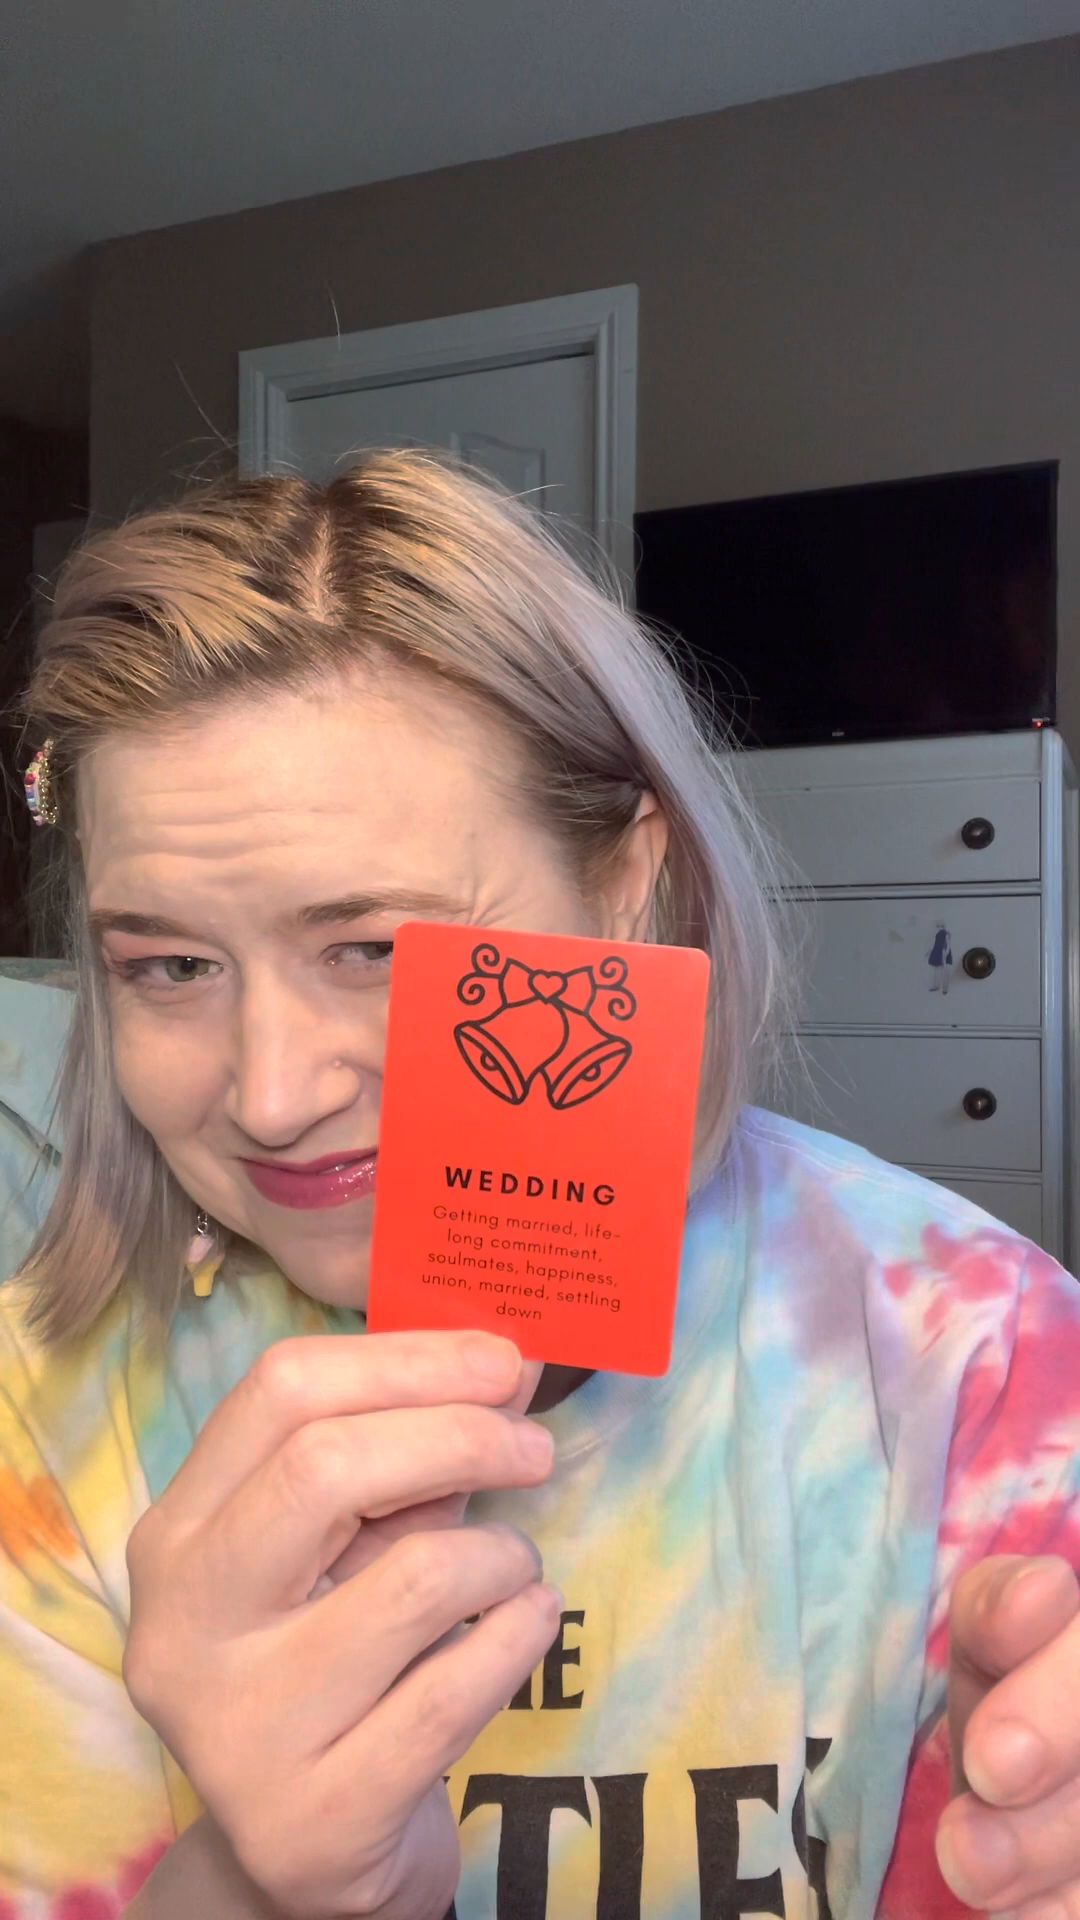 WEDDING
Getting married, life-
long commitment,
soulmates, happiness,
union, married, settling
down